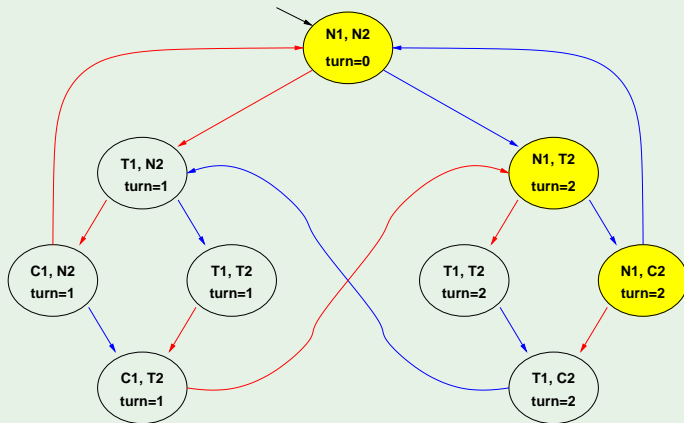 N1, N2
turn=0
T1, N2
turn=1
N1, T2
turn=2
C1, N2
turn=1
T1, T2
turn=1
T1, T2
turn=2
N1, C2
turn=2
C1, T2
turn=1
T1, C2
turn=2